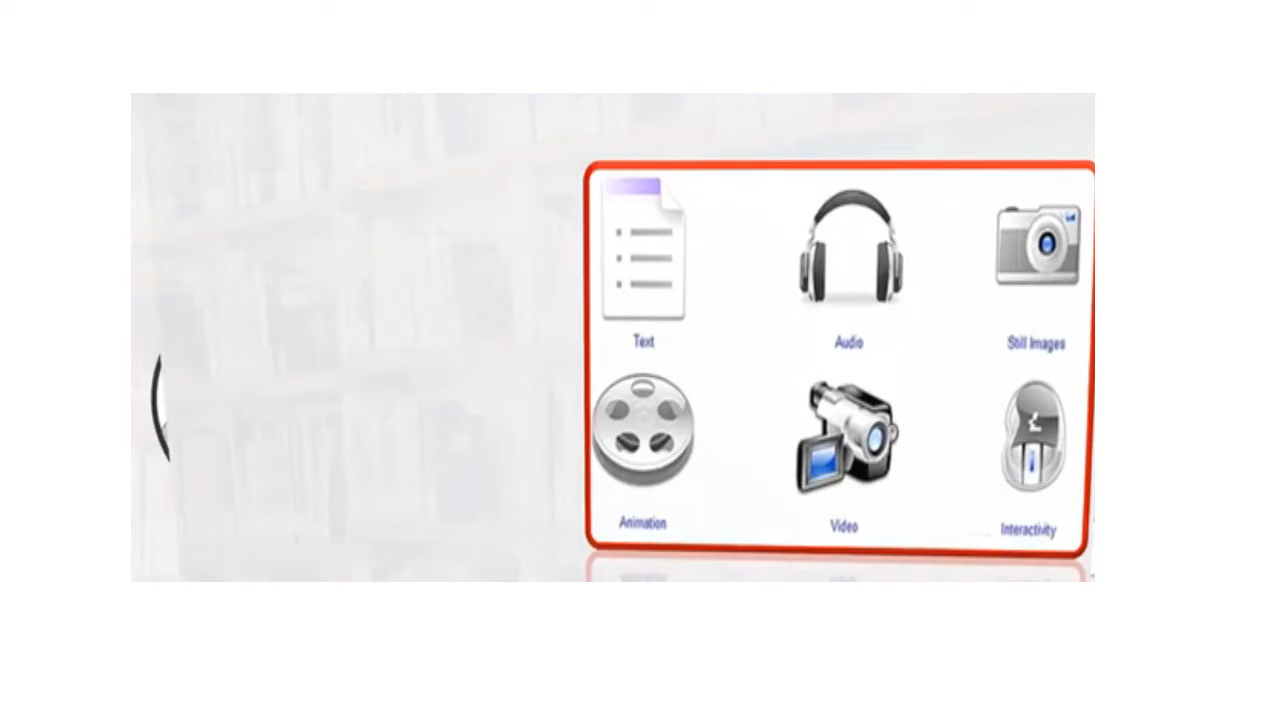 Text
Audio
Still Images
Animation
Video
Interactivity